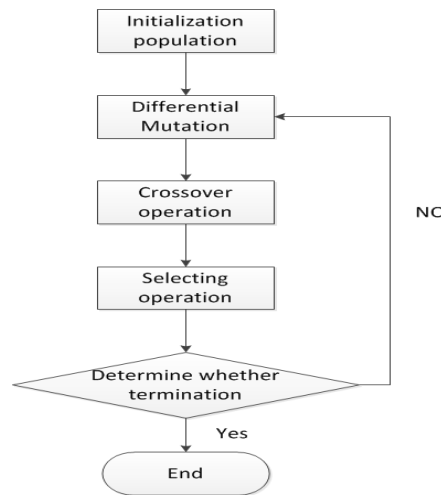 Initialization
population
Differential
Mutation
Crossover
operation
NO
Selecting
operation
Determine whether
termination
Yes
End